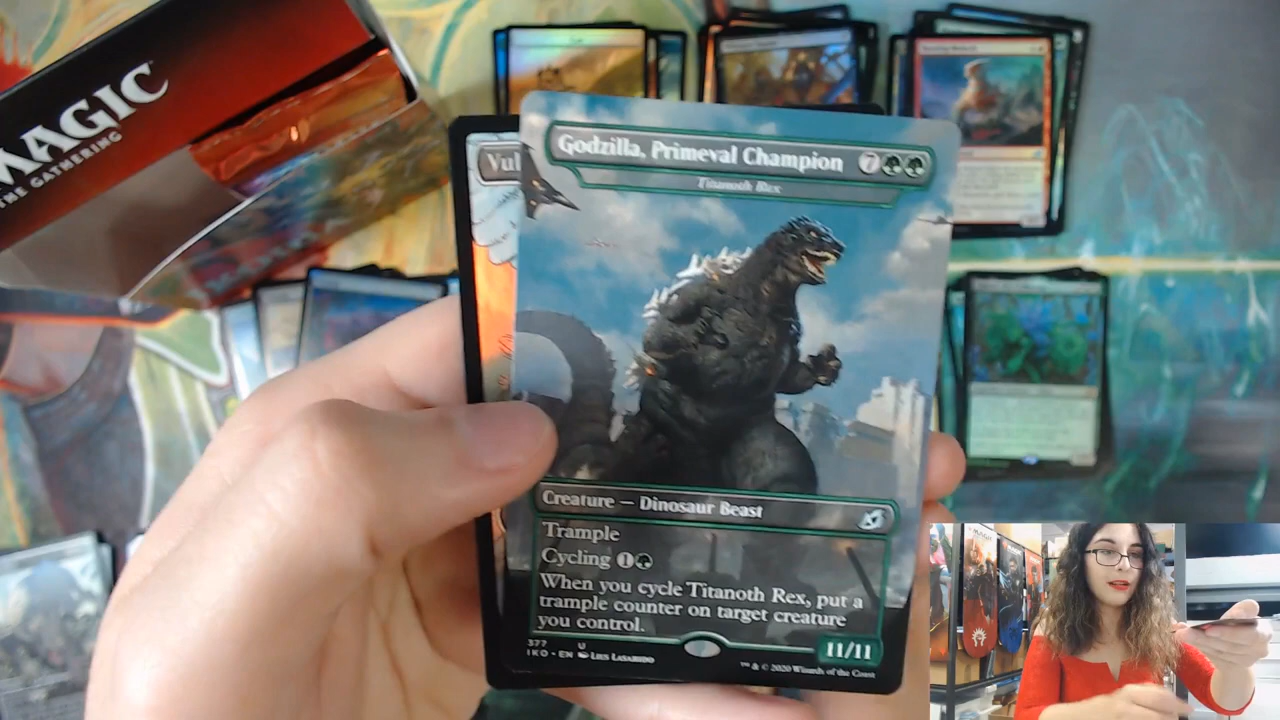 MAGIC
THE GATHERING
Vul
Godzilla, Primeval Champion 7
Titanoth Rex
Creature — Dinosaur Beast
Trample
Cycling 1
When you cycle Titanoth Rex, put a
trample counter on target creature
you control.
11/11
377 U
IKO • EN Lius Lasahido
™ & © 2020 Wizards of the Coast
MAGIC